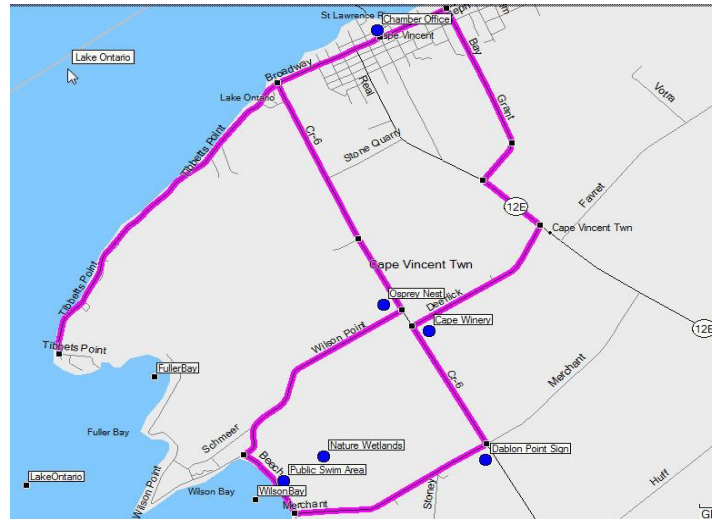 St Lawrence R
Chamber Office
Cape Vincent
Lake Ontario
Broadway
Bay
Real
Lake Ontario
Grant
Votra
Cr-6
Stone Quarry
Tibbetts Point
Favret
12E
Cape Vincent Twn
Cape Vincent Twn
Tibbetts Point
Osprey Nest
Deerlick
Cape Winery
12E
Wilson Point
Tibbets Point
FullerBay
Cr-6
Merchant
Fuller Bay
Schmeer
Nature Wetlands
Dablon Point Sign
Beach
Public Swim Area
LakeOntario
Wilson Point
Wilson Bay
WilsonBay
Stoney
Huff
Merchant